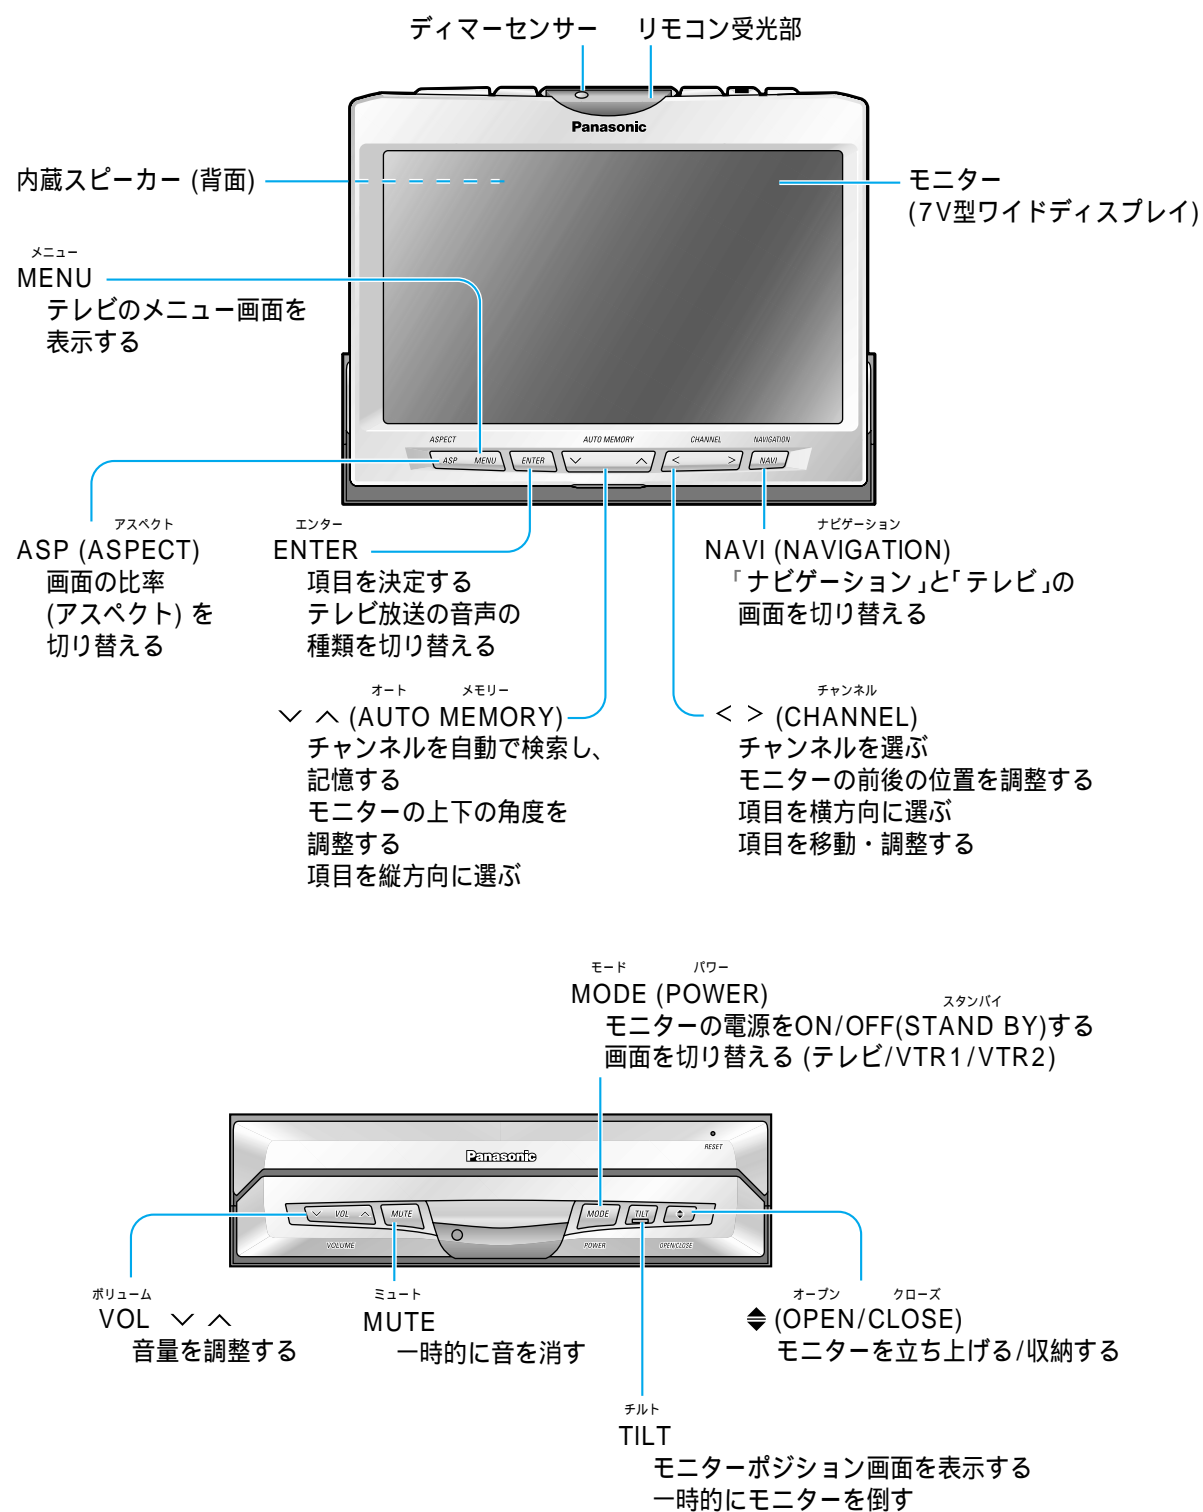 ディマーセンサー リモコン受光部
Panasonic
内蔵スピーカー (背面)
モニター
(7V型ワイドディスプレイ)
メニュー
MENU
テレビのメニュー画面を
表示する
ASPECT AUTO MEMORY CHANNEL NAVIGATION
ASP MENU ENTER ﹀ ︿ < > NAVI
アスペクト
ASP (ASPECT)
画面の比率
(アスペクト) を
切り替える
エンター
ENTER
項目を決定する
テレビ放送の音声の
種類を切り替える
ナビゲーション
NAVI (NAVIGATION)
「ナビゲーション」と「テレビ」の
画面を切り替える
オート メモリー
﹀ ︿ (AUTO MEMORY)
チャンネルを自動で検索し、
記憶する
モニターの上下の角度を
調整する
項目を縦方向に選ぶ
チャンネル
< > (CHANNEL)
チャンネルを選ぶ
モニターの前後の位置を調整する
項目を横方向に選ぶ
項目を移動・調整する
モード パワー
MODE (POWER)
スタンバイ
モニターの電源をON/OFF(STAND BY)する
画面を切り替える (テレビ/VTR1/VTR2)
RESET
Panasonic
﹀ VOL ︿ MUTE MODE TILT
VOLUME POWER OPEN/CLOSE
ボリューム
VOL ﹀ ︿
音量を調整する
ミュート
MUTE
一時的に音を消す
オープン クローズ
(OPEN/CLOSE)
モニターを立ち上げる/収納する
チルト
TILT
モニターポジション画面を表示する
一時的にモニターを倒す